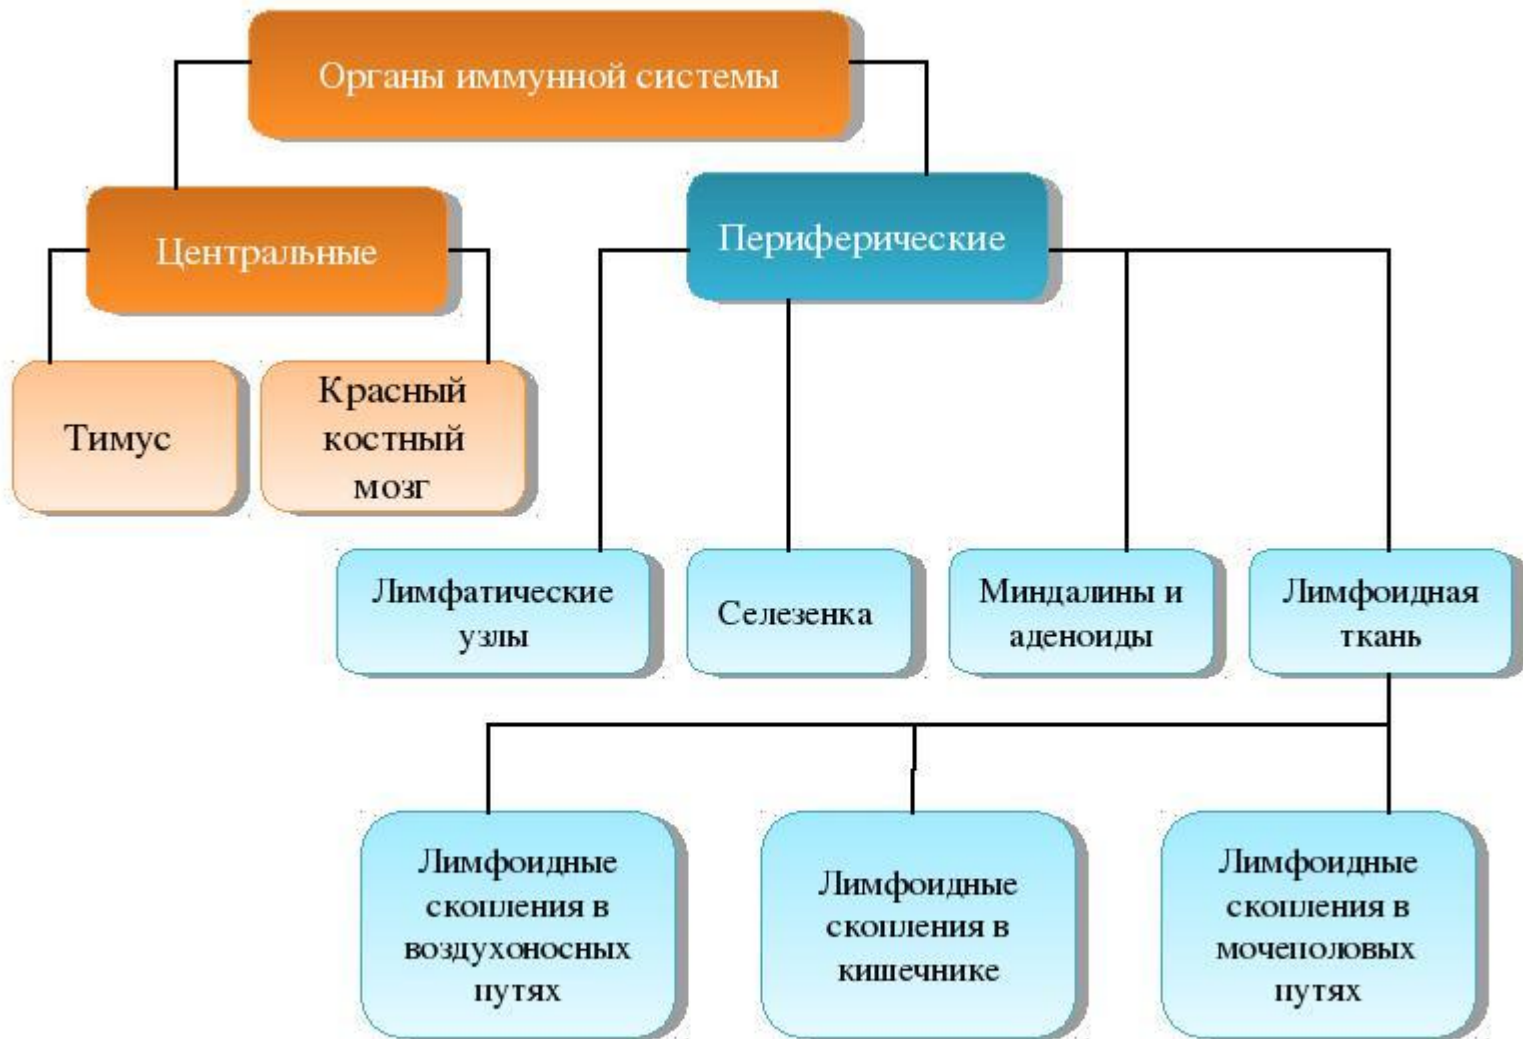 Органы иммунной системы
Центральные
Периферические
Тимус
Красный
костный
мозг
Лимфатические
узлы
Селезенка
Миндалины и
аденоиды
Лимфоидная
ткань
Лимфоидные
скопления в
воздухоносных
путях
Лимфоидные
скопления в
кишечнике
Лимфоидные
скопления в
мочеполовых
путях